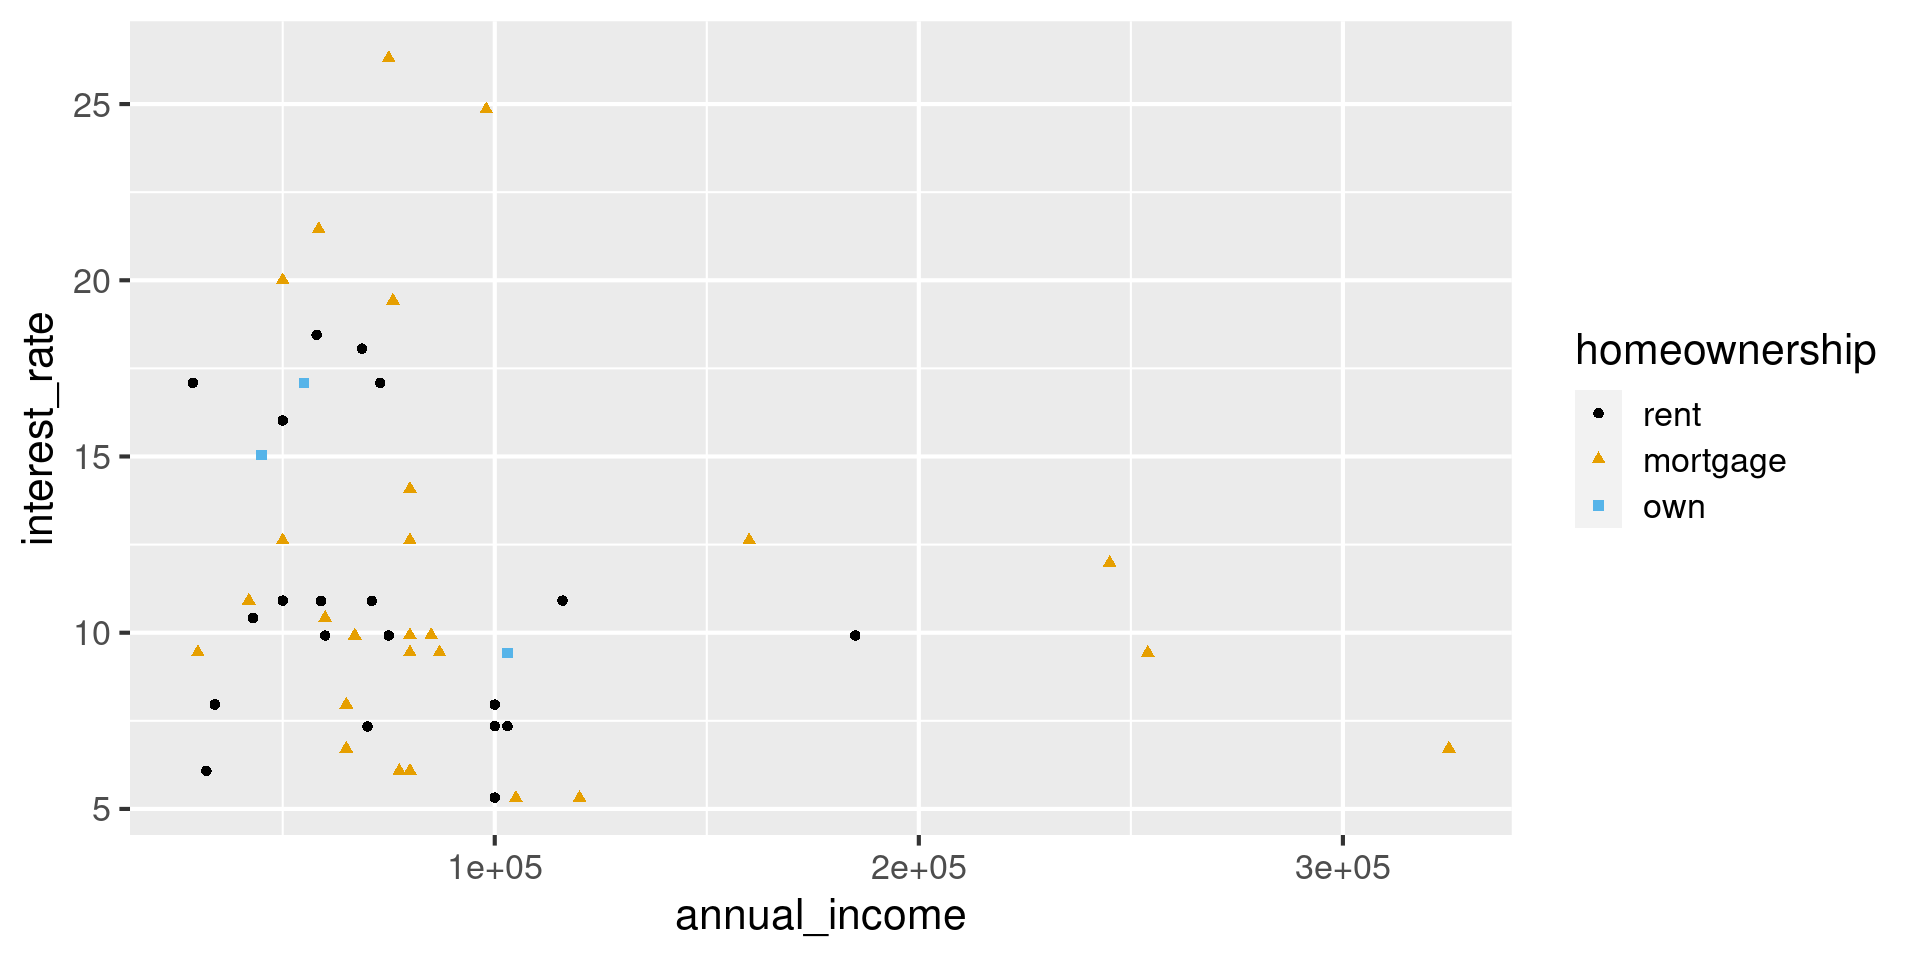 25
20
15
10
5
interest_rate
1e+05
2e+05
3e+05
annual_income
homeownership
rent
mortgage
own